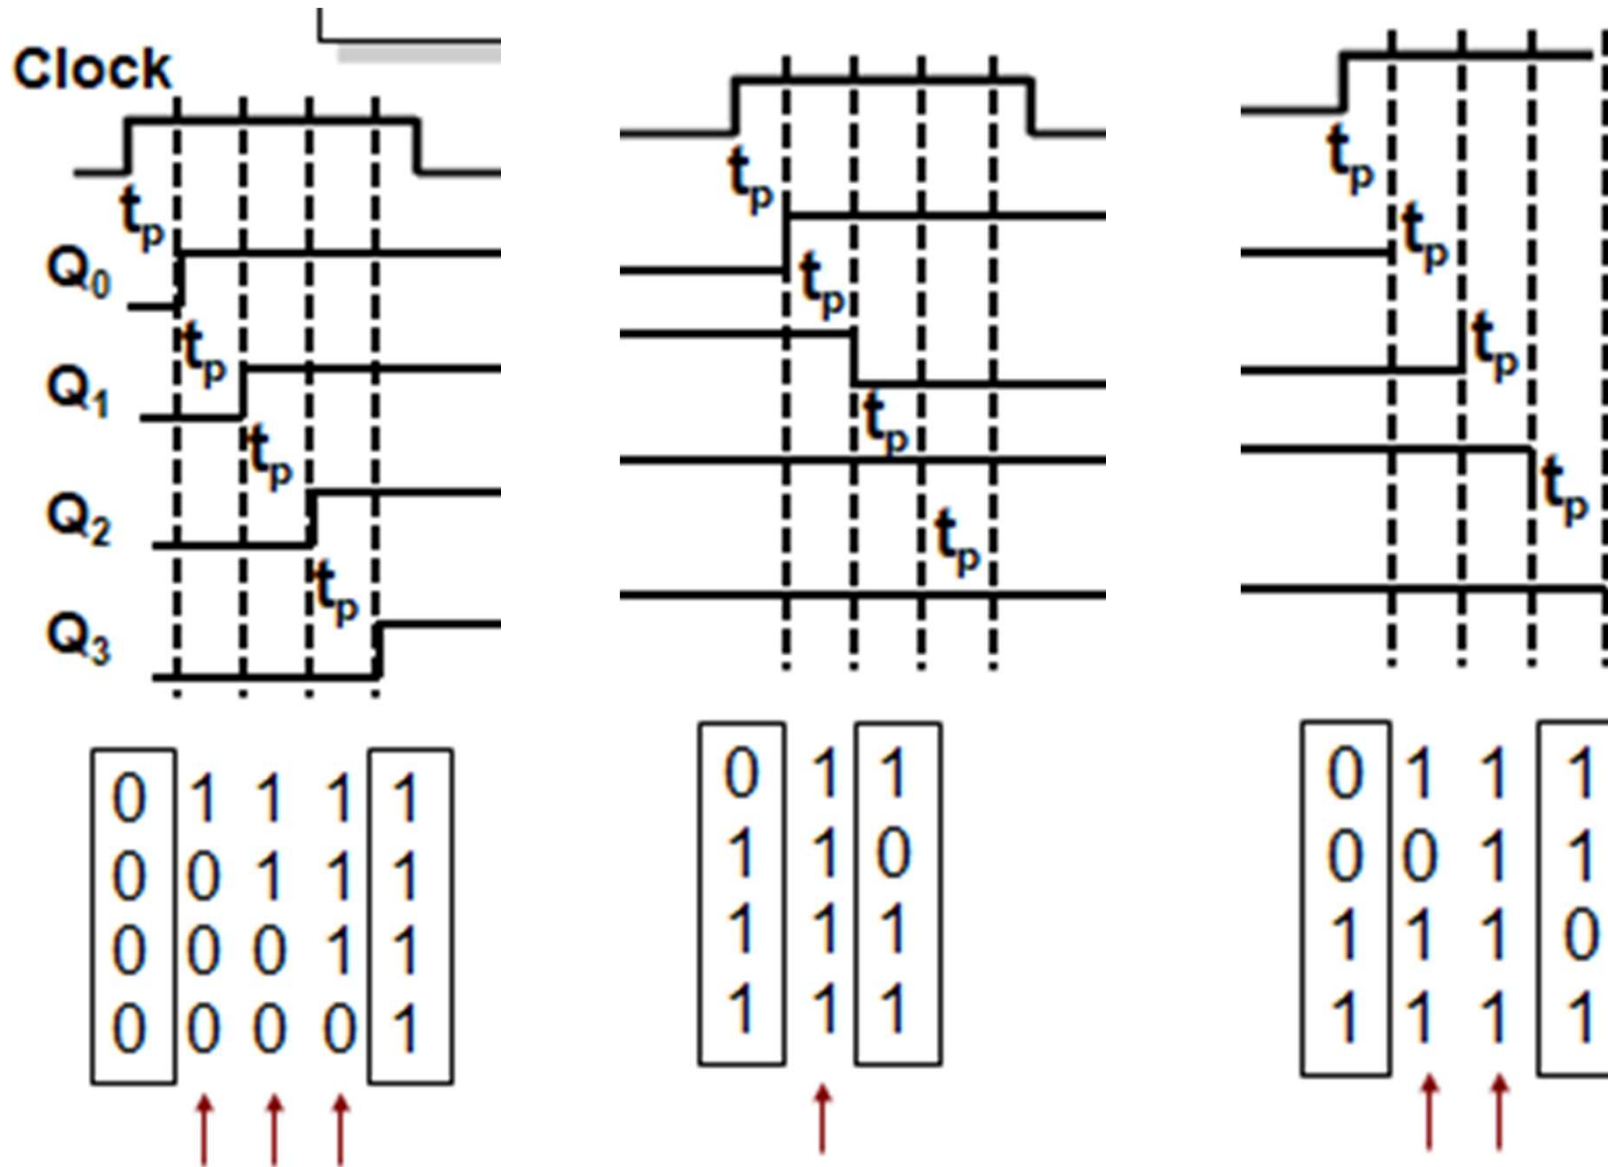 Clock
tp tp tp
Q0 tp tp
tp tp
Q1 tp
tp
Q2 tp
tp
tp
Q3
0 1 1 1 1
0 0 1 1 1
0 0 0 1 1
0 0 0 0 1
0 1 1
1 1 0
1 1 1
1 1 1
0 1 1 1
0 0 1 1
1 1 1 0
1 1 1 1